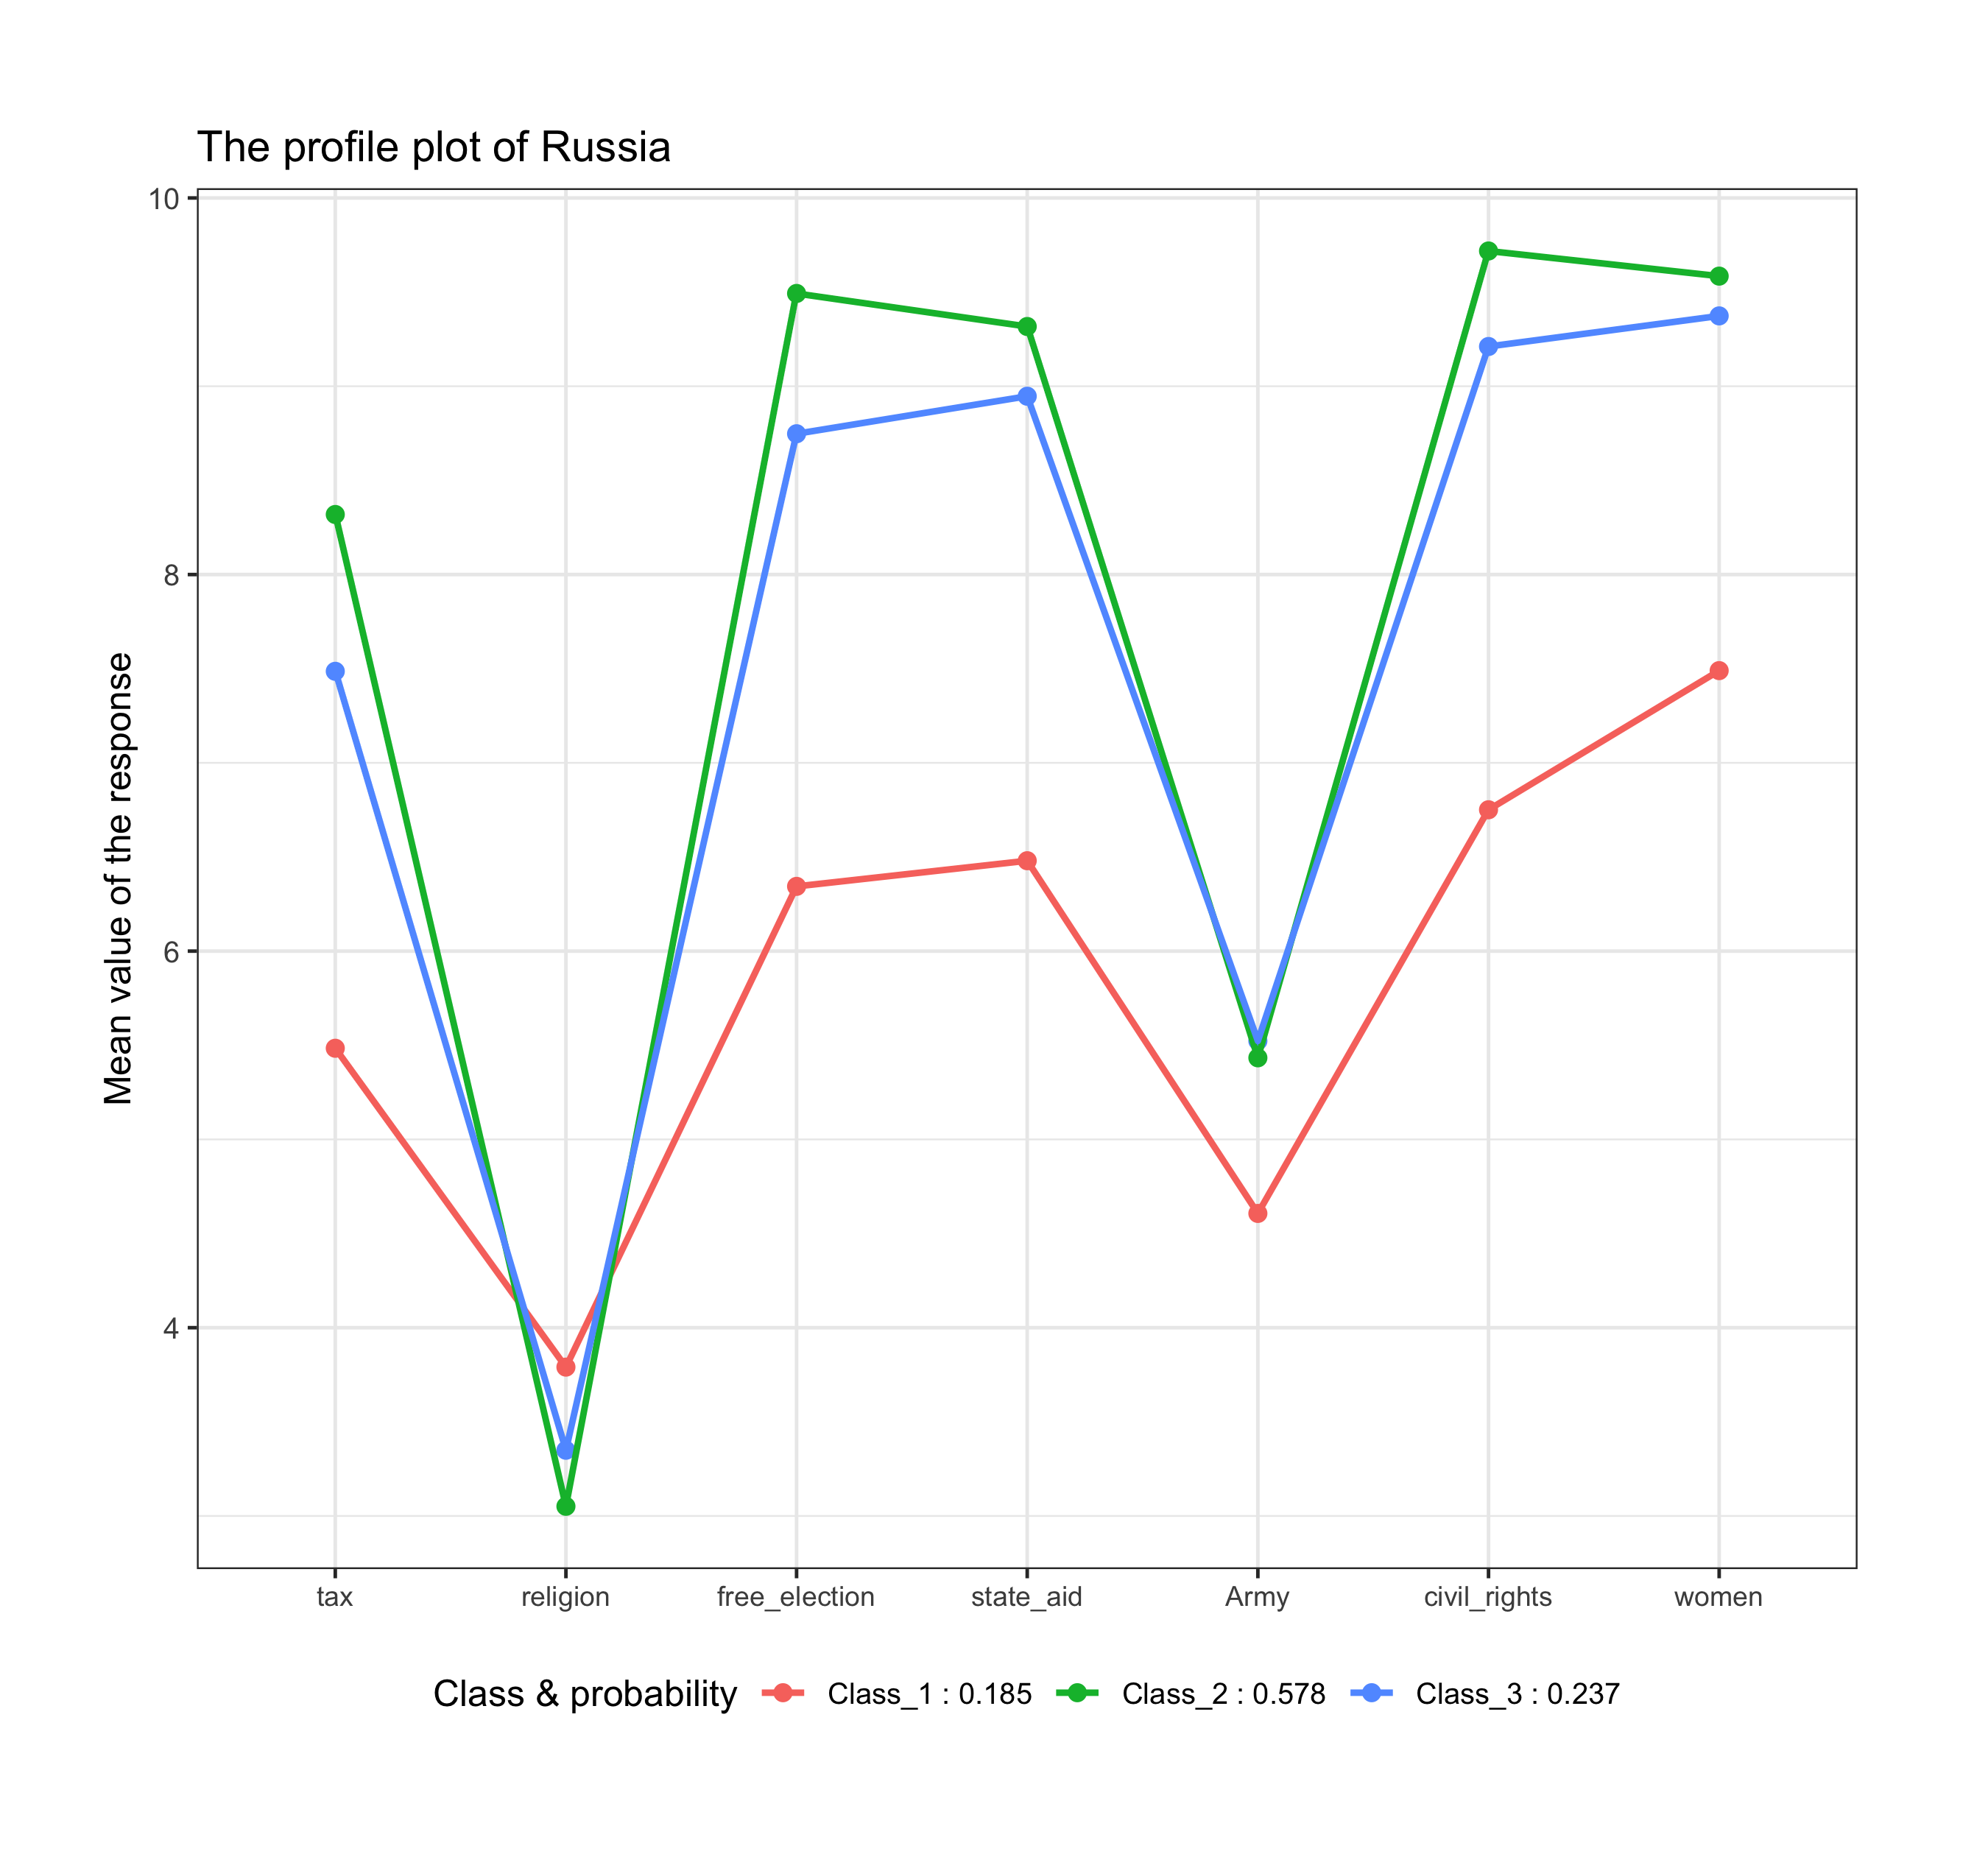 The profile plot of Russia
10
8
6
4
Mean value of the response
tax religion free_election state_aid Army civil_rights women
Class & probability Class_1 : 0.185 Class_2 : 0.578 Class_3 : 0.237